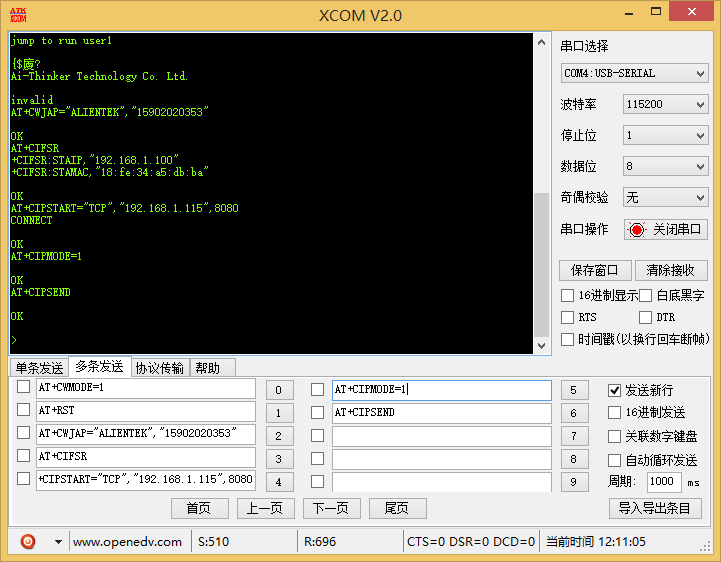 ATK
XCOM
XCOM V2.0
jump to run user1
{$廈?
Ai-Thinker Technology Co. Ltd.
invalid
AT+CWJAP="ALIENTEK","15902020353"
OK
AT+CIFSR
+CIFSR:STAIP,"192.168.1.100"
+CIFSR:STAMAC,"18:fe:34:a5:db:ba"
OK
AT+CIPSTART="TCP","192.168.1.115",8080
CONNECT
OK
AT+CIPMODE=1
OK
AT+CIPSEND
OK
>
串口选择
COM4:USB-SERIAL
波特率 115200
停止位 1
数据位 8
奇偶校验 无
串口操作 关闭串口
保存窗口 清除接收
16进制显示 白底黑字
RTS DTR
时间戳(以换行回车断帧)
单条发送 多条发送 协议传输 帮助
AT+CWMODE=1 0 AT+CIPMODE=1 5 发送新行
AT+RST 1 AT+CIPSEND 6 16进制发送
AT+CWJAP="ALIENTEK","15902020353" 2 7 关联数字键盘
AT+CIFSR 3 8 自动循环发送
+CIPSTART="TCP","192.168.1.115",8080 4 9 周期: 1000 ms
首页 上一页 下一页 尾页 导入导出条目
www.openedv.com S:510 R:696 CTS=0 DSR=0 DCD=0 当前时间 12:11:05